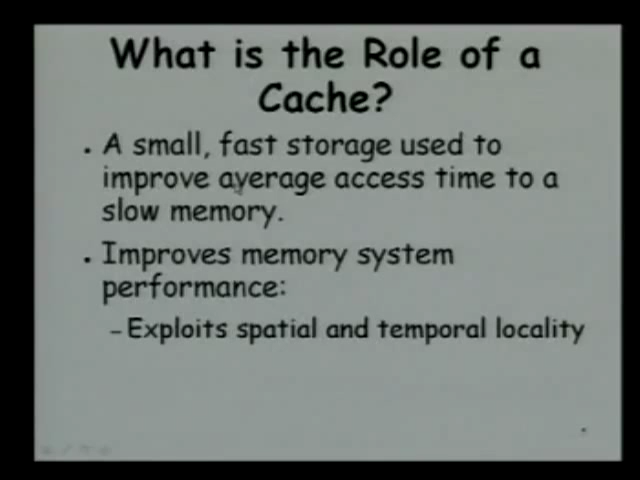 What is the Role of a
Cache?
• A small, fast storage used to
improve average access time to a
slow memory.
• Improves memory system
performance:
– Exploits spatial and temporal locality